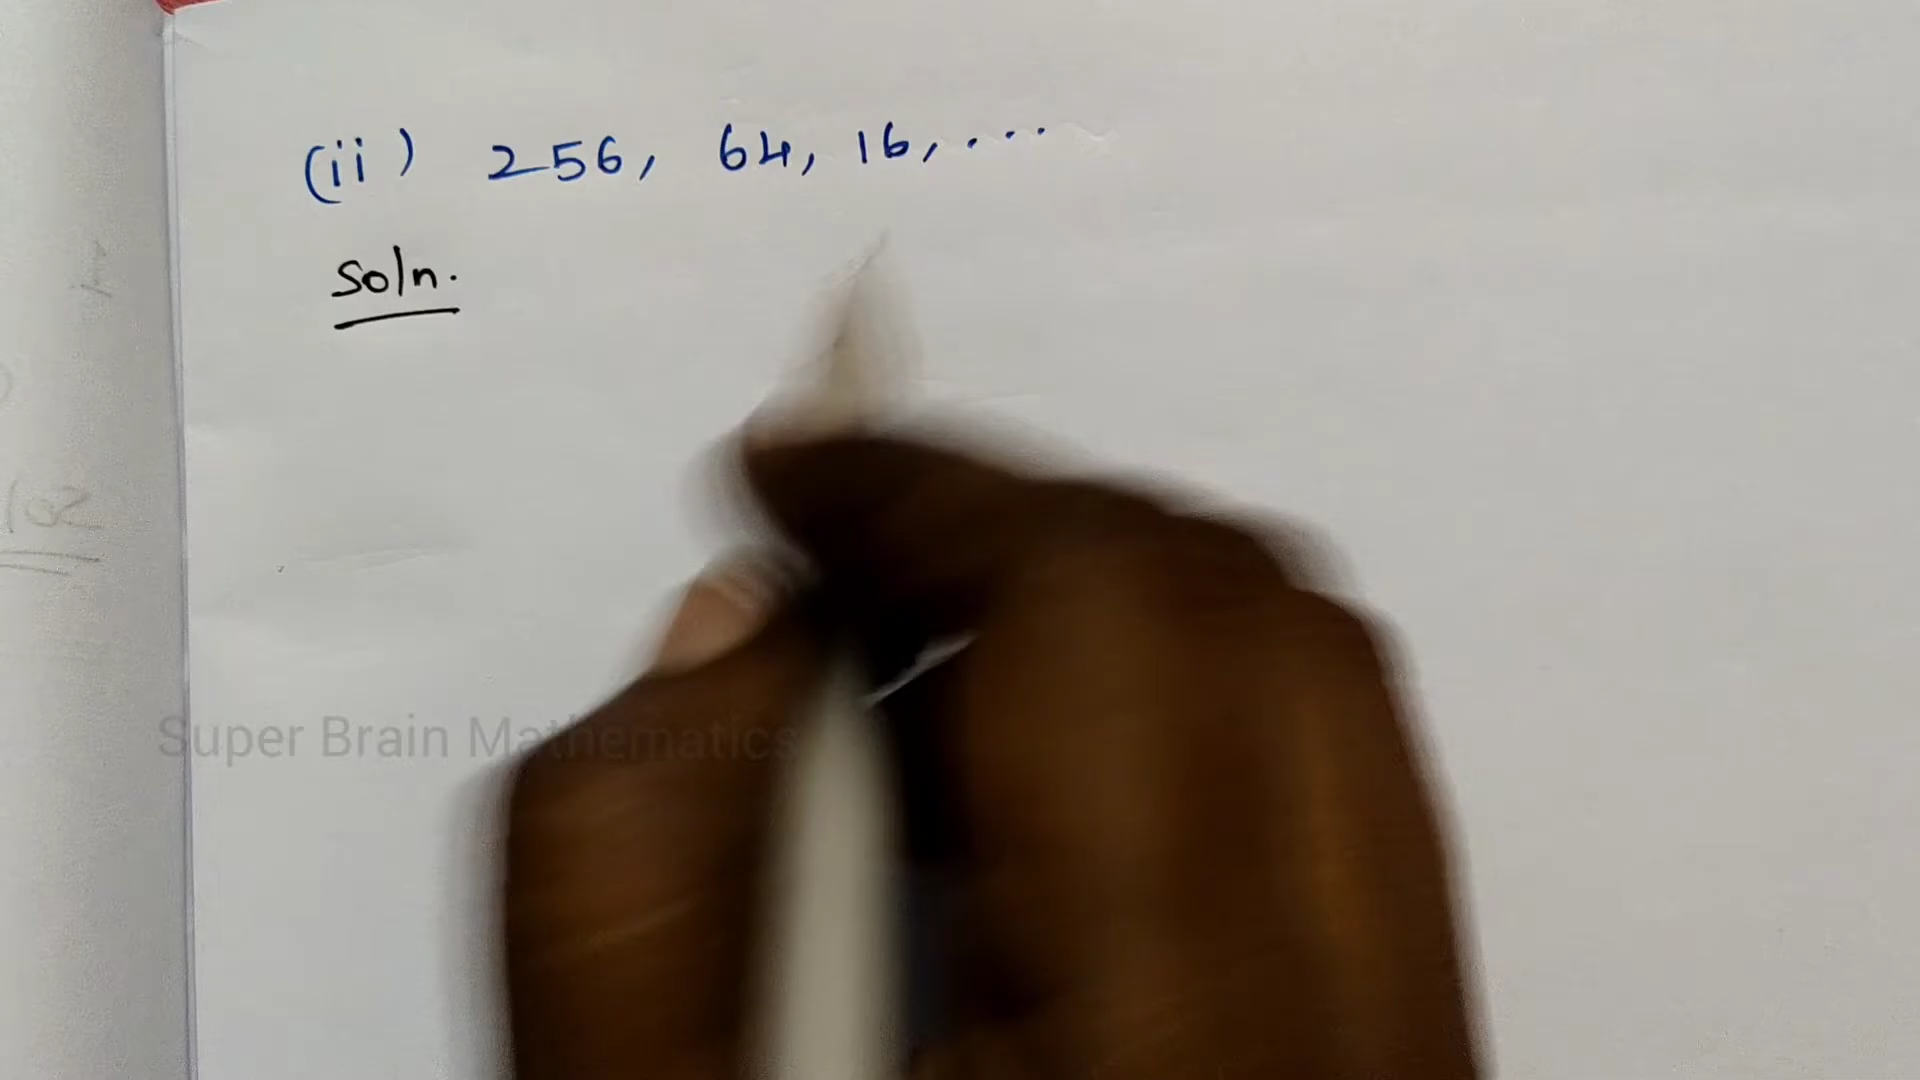 (ii) 256, 64, 16, ....
Soln.
Super Brain Mathematics